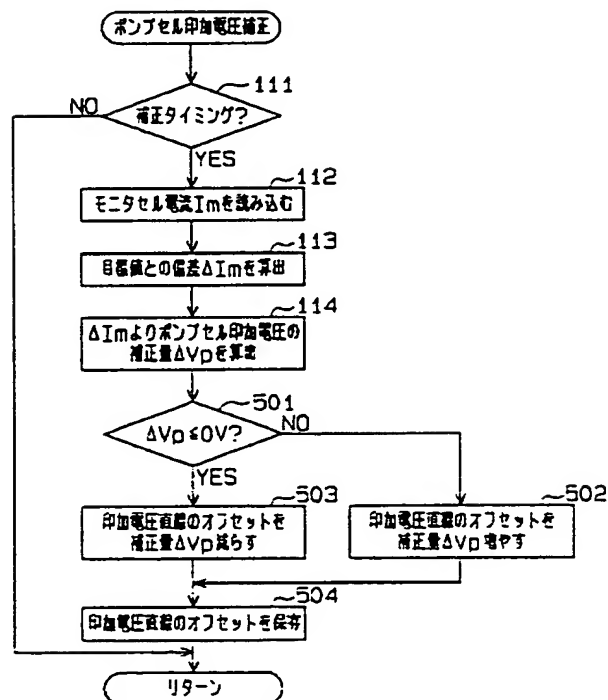 ポンプセル印加電圧補正
111
補正タイミング?
NO
YES
112
モニタセル電流Imを読み込む
113
目標値との偏差ΔImを算出
114
ΔImよりポンプセル印加電圧の
補正量ΔVpを算出
501
ΔVp≦0V?
NO
YES
503
印加電圧直線のオフセットを
補正量ΔVp減らす
502
印加電圧直線のオフセットを
補正量ΔVp増やす
504
印加電圧直線のオフセットを保存
リターン